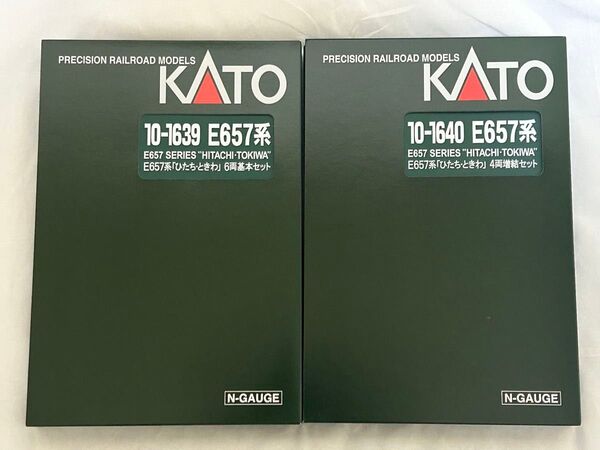 PRECISION RAILROAD MODELS
KATO
10-1639 E657系
E657 SERIES "HITACHI･TOKIWA"
E657系「ひたち･ときわ」 6両基本セット
N-GAUGE
PRECISION RAILROAD MODELS
KATO
10-1640 E657系
E657 SERIES "HITACHI･TOKIWA"
E657系「ひたち･ときわ」 4両増結セット
N-GAUGE